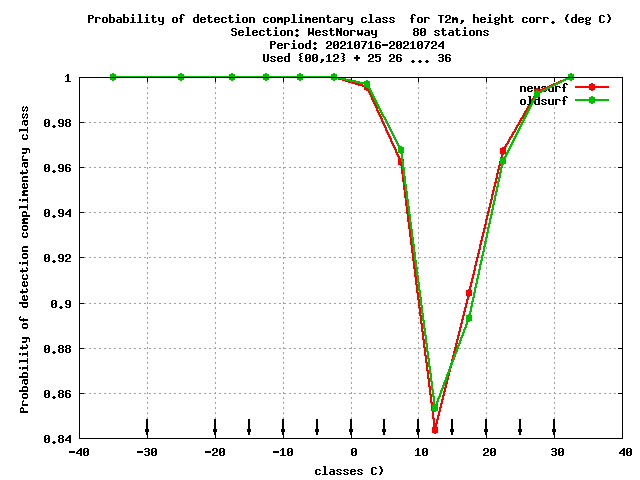 Probability of detection complimentary class  for T2m, height corr. (deg C)
Selection: WestNorway     80 stations
Period: 20210716-20210724
Used {00,12} + 25 26 ... 36
newsurf
oldsurf
Probability of detection complimentary class
1
0.98
0.96
0.94
0.92
0.9
0.88
0.86
0.84
-40 -30 -20 -10 0 10 20 30 40
classes C)